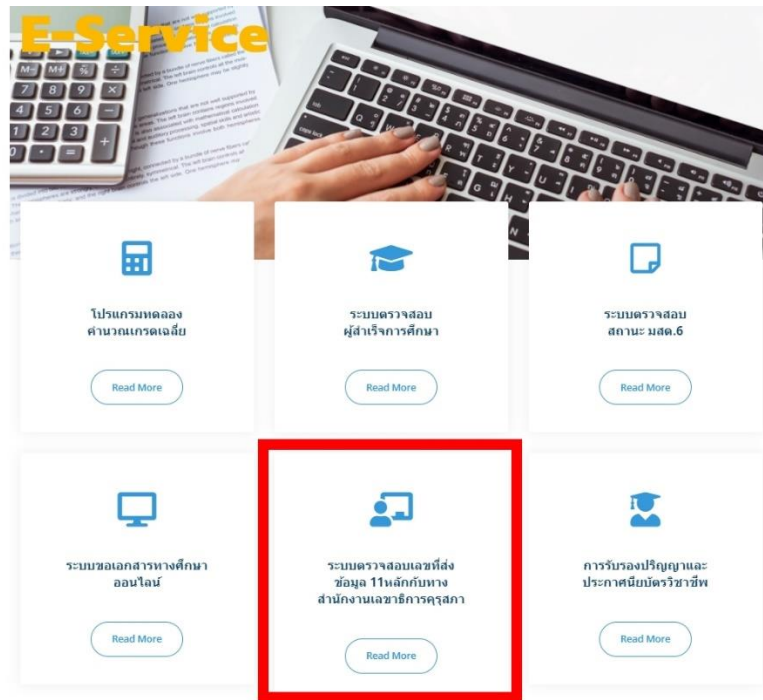 E-Service
โปรแกรมทดลอง
คำนวณเกรดเฉลี่ย
Read More
ระบบตรวจสอบ
ผู้สำเร็จการศึกษา
Read More
ระบบตรวจสอบ
สถานะ มสด.6
Read More
ระบบขอเอกสารทางศึกษา
ออนไลน์
Read More
ระบบตรวจสอบเลขที่ส่ง
ข้อมูล 11หลักกับทาง
สำนักงานเลขาธิการคุรุสภา
Read More
การรับรองปริญญาและ
ประกาศนียบัตรวิชาชีพ
Read More